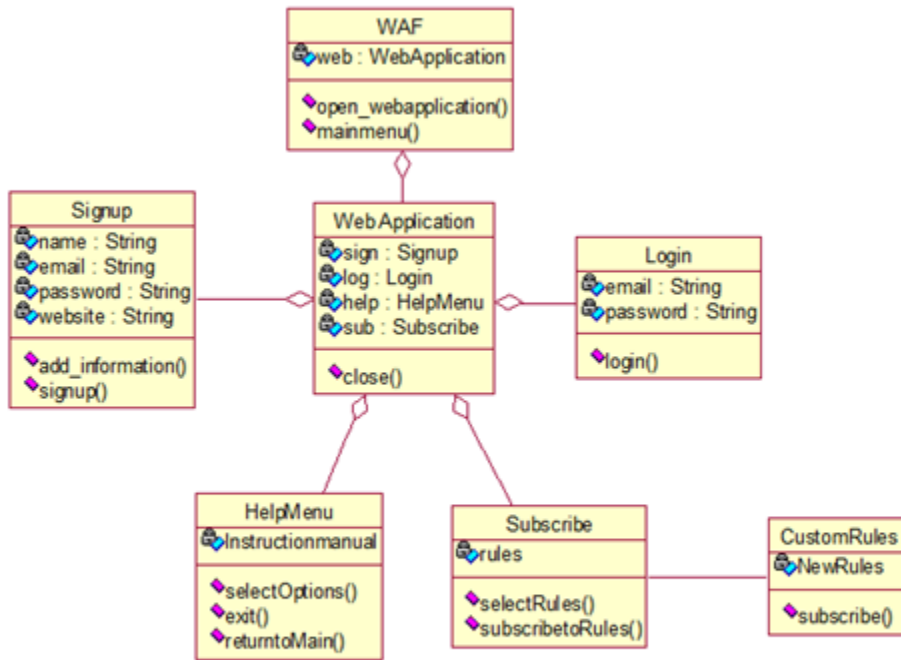 WAF
web : WebApplication
open_webapplication()
mainmenu()
Signup
name : String
email : String
password : String
website : String
add_information()
signup()
WebApplication
sign : Signup
log : Login
help : HelpMenu
sub : Subscribe
close()
Login
email : String
password : String
login()
HelpMenu
Instructionmanual
selectOptions()
exit()
returntoMain()
Subscribe
rules
selectRules()
subscribetoRules()
CustomRules
NewRules
subscribe()